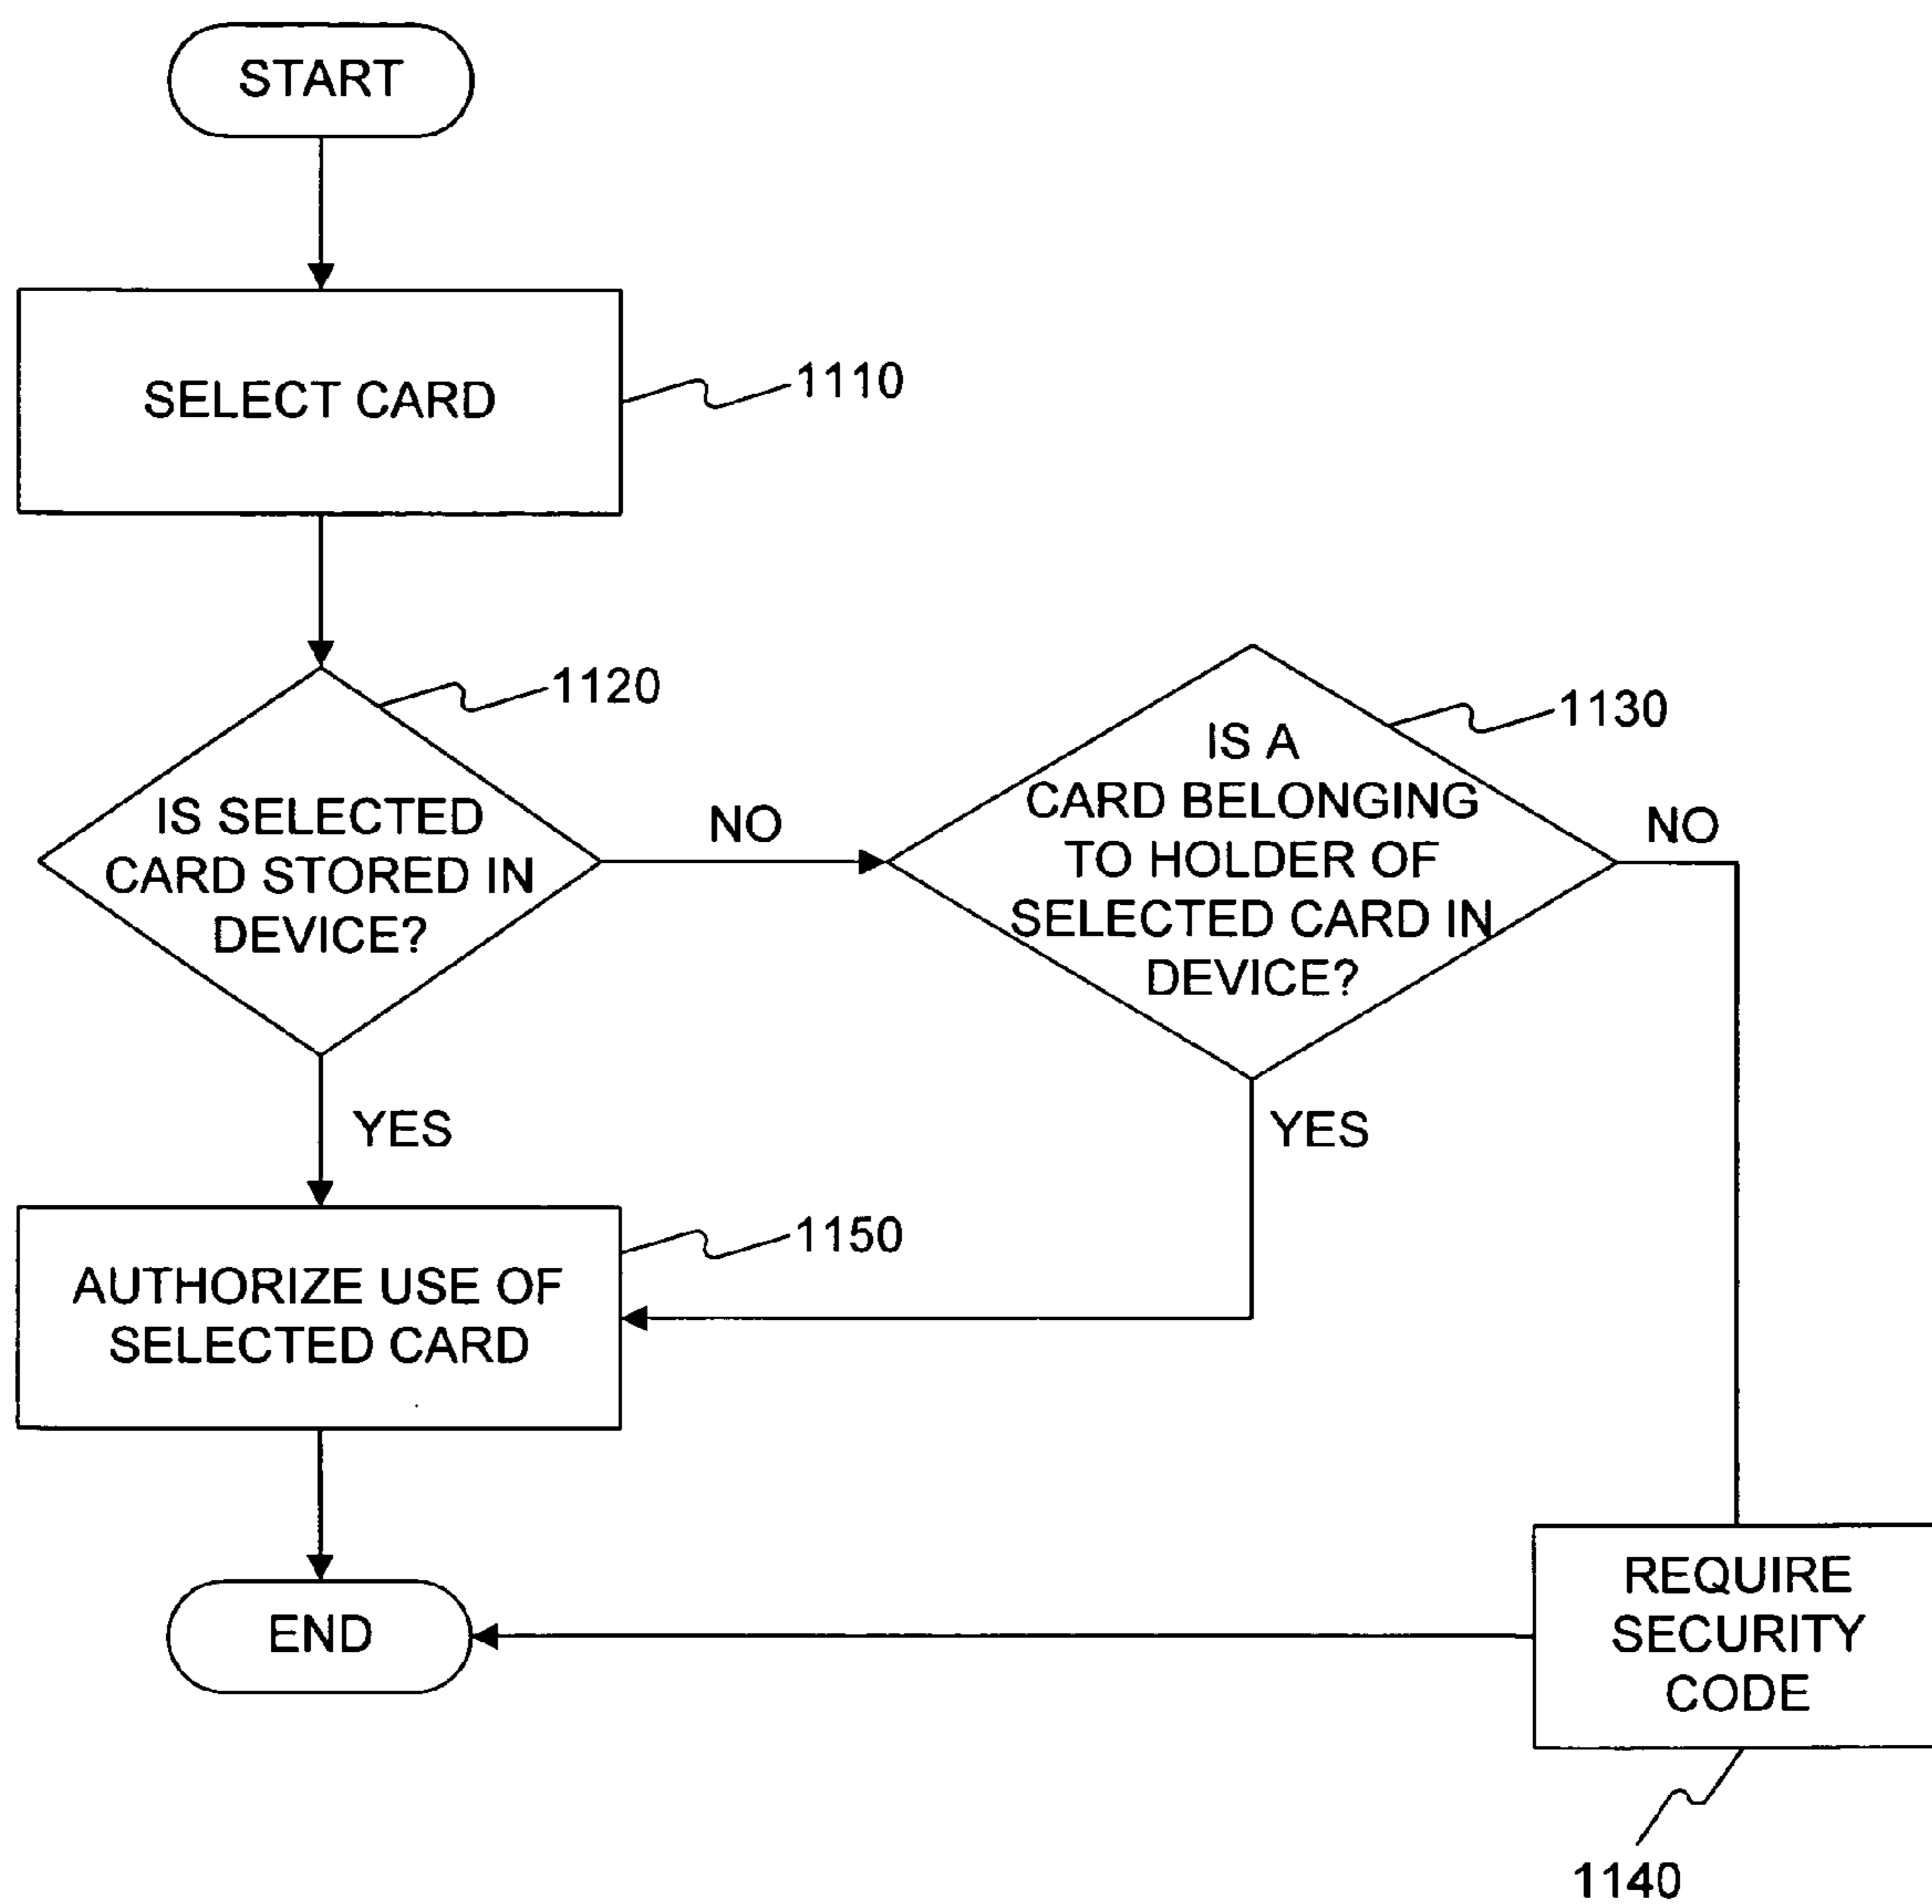 START
SELECT CARD
1110
1120
IS SELECTED
CARD STORED IN
DEVICE?
NO
1130
IS A
CARD BELONGING
TO HOLDER OF
SELECTED CARD IN
DEVICE?
NO
YES
YES
1150
AUTHORIZE USE OF
SELECTED CARD
REQUIRE
SECURITY
CODE
END
1140